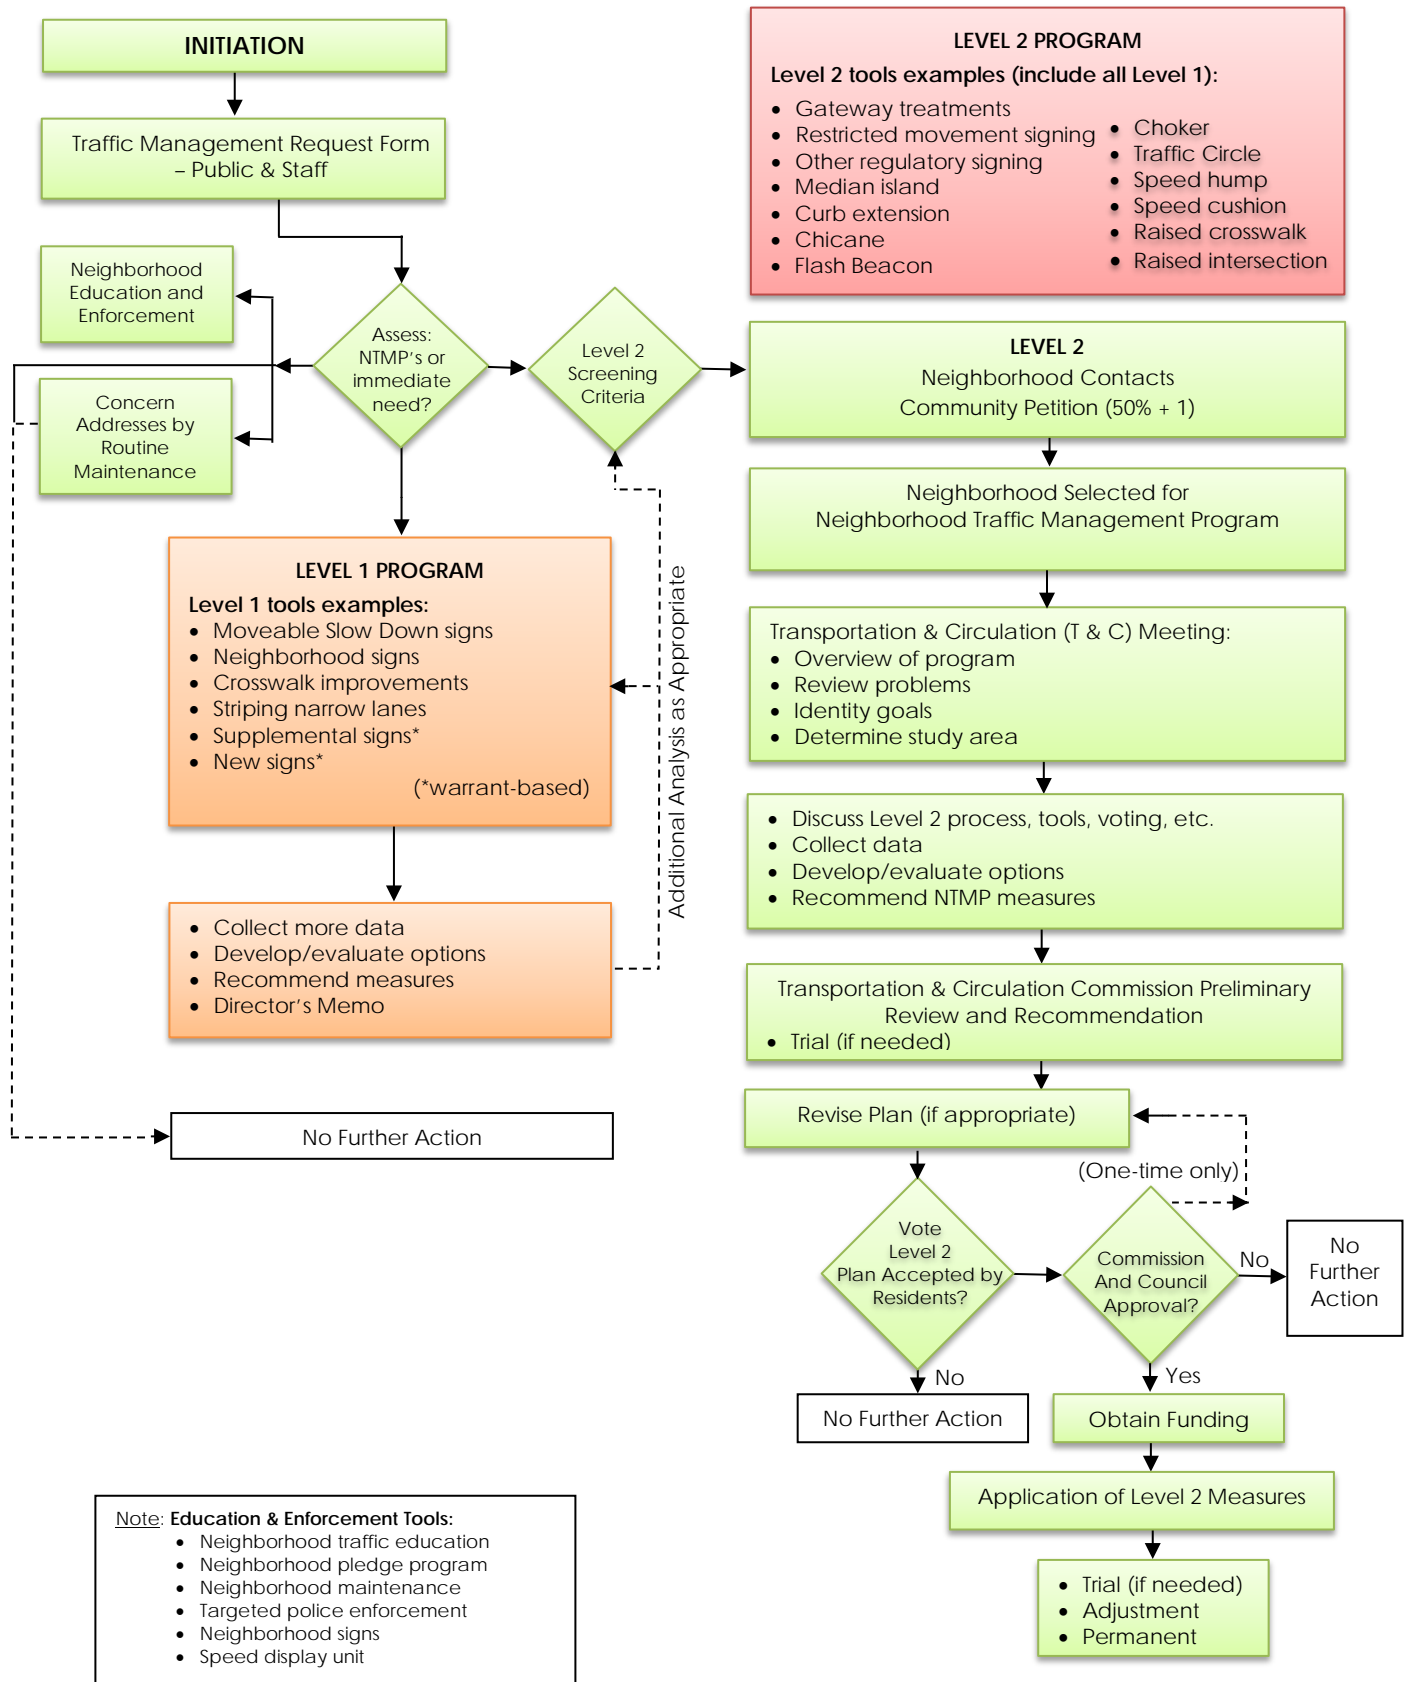 INITIATION
Traffic Management Request Form
– Public & Staff
Neighborhood
Education and
Enforcement
Concern
Addresses by
Routine
Maintenance
Assess:
NTMP's or
immediate
need?
Level 2
Screening
Criteria
LEVEL 1 PROGRAM
Level 1 tools examples:
• Moveable Slow Down signs
• Neighborhood signs
• Crosswalk improvements
• Striping narrow lanes
• Supplemental signs*
• New signs*
(*warrant-based)
Additional Analysis as Appropriate
• Collect more data
• Develop/evaluate options
• Recommend measures
• Director's Memo
No Further Action
LEVEL 2 PROGRAM
Level 2 tools examples (include all Level 1):
• Gateway treatments
• Restricted movement signing
• Other regulatory signing
• Median island
• Curb extension
• Chicane
• Flash Beacon
• Choker
• Traffic Circle
• Speed hump
• Speed cushion
• Raised crosswalk
• Raised intersection
LEVEL 2
Neighborhood Contacts
Community Petition (50% + 1)
Neighborhood Selected for
Neighborhood Traffic Management Program
Transportation & Circulation (T & C) Meeting:
• Overview of program
• Review problems
• Identity goals
• Determine study area
• Discuss Level 2 process, tools, voting, etc.
• Collect data
• Develop/evaluate options
• Recommend NTMP measures
Transportation & Circulation Commission Preliminary
Review and Recommendation
• Trial (if needed)
Revise Plan (if appropriate)
(One-time only)
Vote
Level 2
Plan Accepted by
Residents?
Commission
And Council
Approval?
No
No
Further
Action
No
Yes
No Further Action
Obtain Funding
Application of Level 2 Measures
• Trial (if needed)
• Adjustment
• Permanent
Note: Education & Enforcement Tools:
• Neighborhood traffic education
• Neighborhood pledge program
• Neighborhood maintenance
• Targeted police enforcement
• Neighborhood signs
• Speed display unit